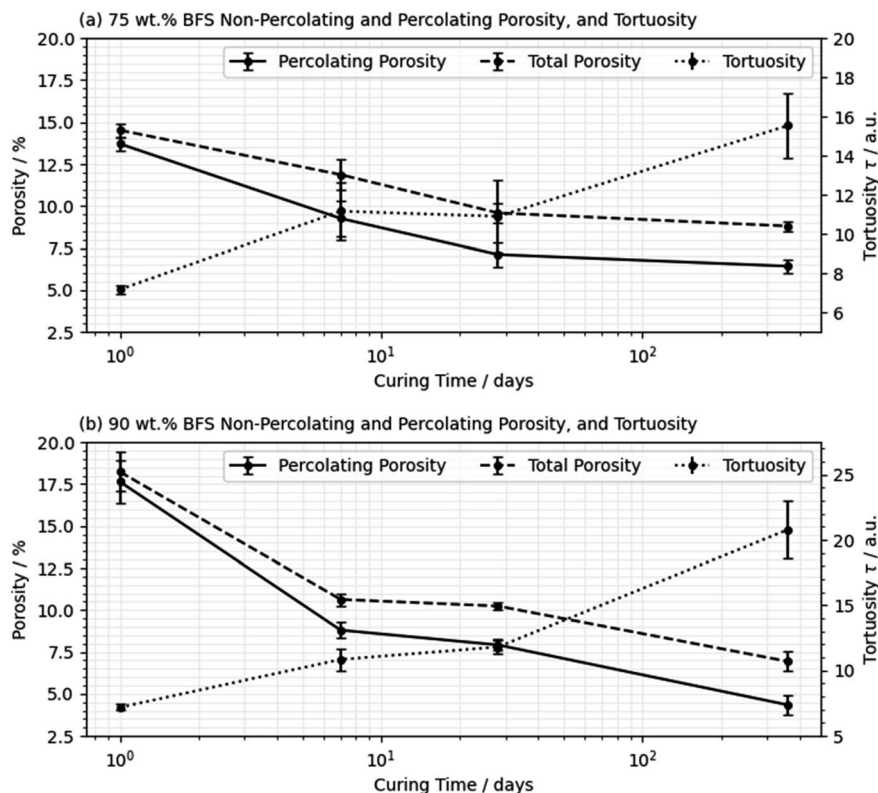 (a) 75 wt.% BFS Non-Percolating and Percolating Porosity, and Tortuosity
Percolating Porosity Total Porosity Tortuosity
20.0
17.5
15.0
12.5
10.0
7.5
5.0
2.5
Porosity / %
20
18
16
14
12
10
8
6
Tortuosity τ / a.u.
10⁰ 10¹ 10²
Curing Time / days
(b) 90 wt.% BFS Non-Percolating and Percolating Porosity, and Tortuosity
Percolating Porosity Total Porosity Tortuosity
20.0
17.5
15.0
12.5
10.0
7.5
5.0
2.5
Porosity / %
25
20
15
10
5
Tortuosity τ / a.u.
10⁰ 10¹ 10²
Curing Time / days